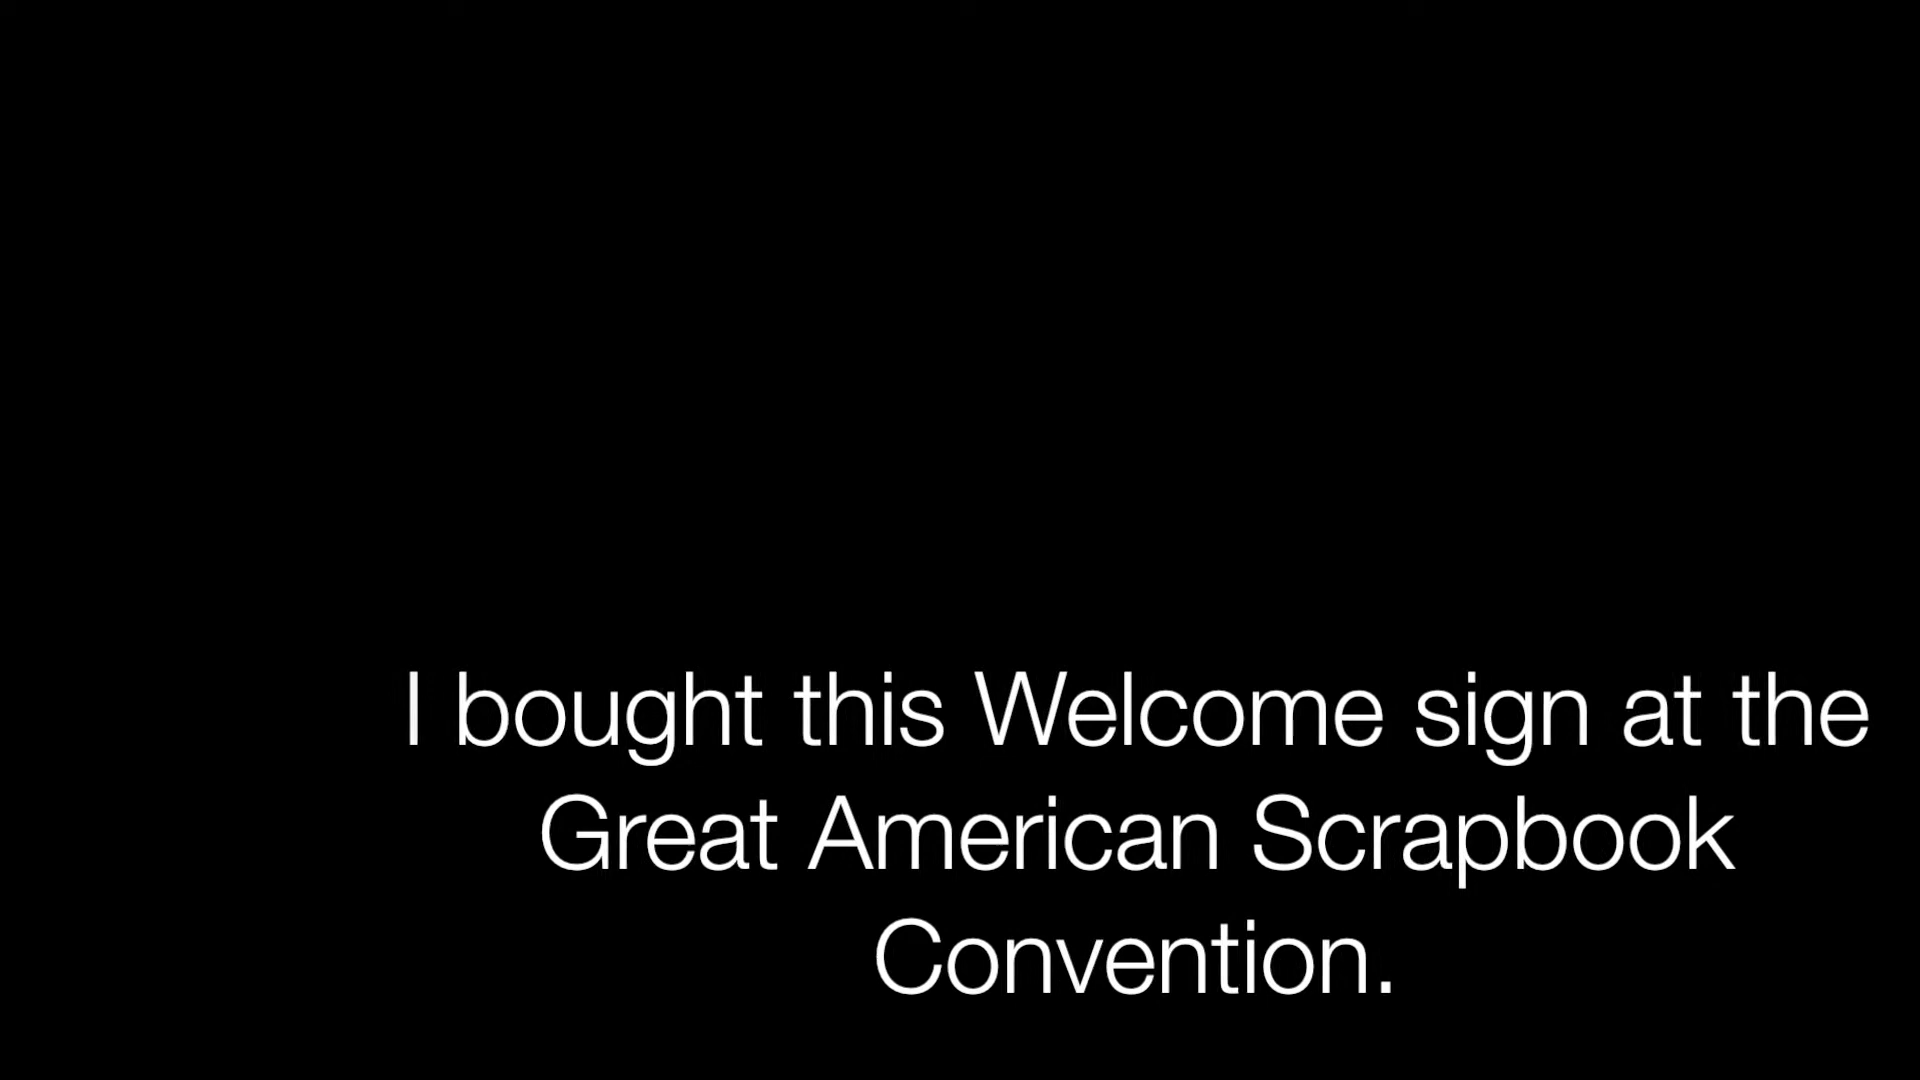 I bought this Welcome sign at the
Great American Scrapbook
Convention.